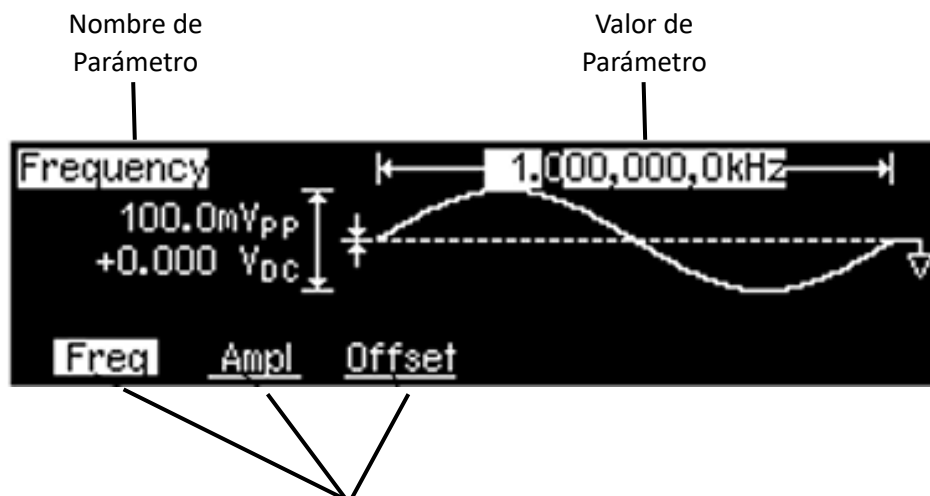 Nombre de
Parámetro
Valor de
Parámetro
Frequency
1.000,000,0kHz
100.0mVPP
+0.000 VDC
Freq
Ampl
Offset